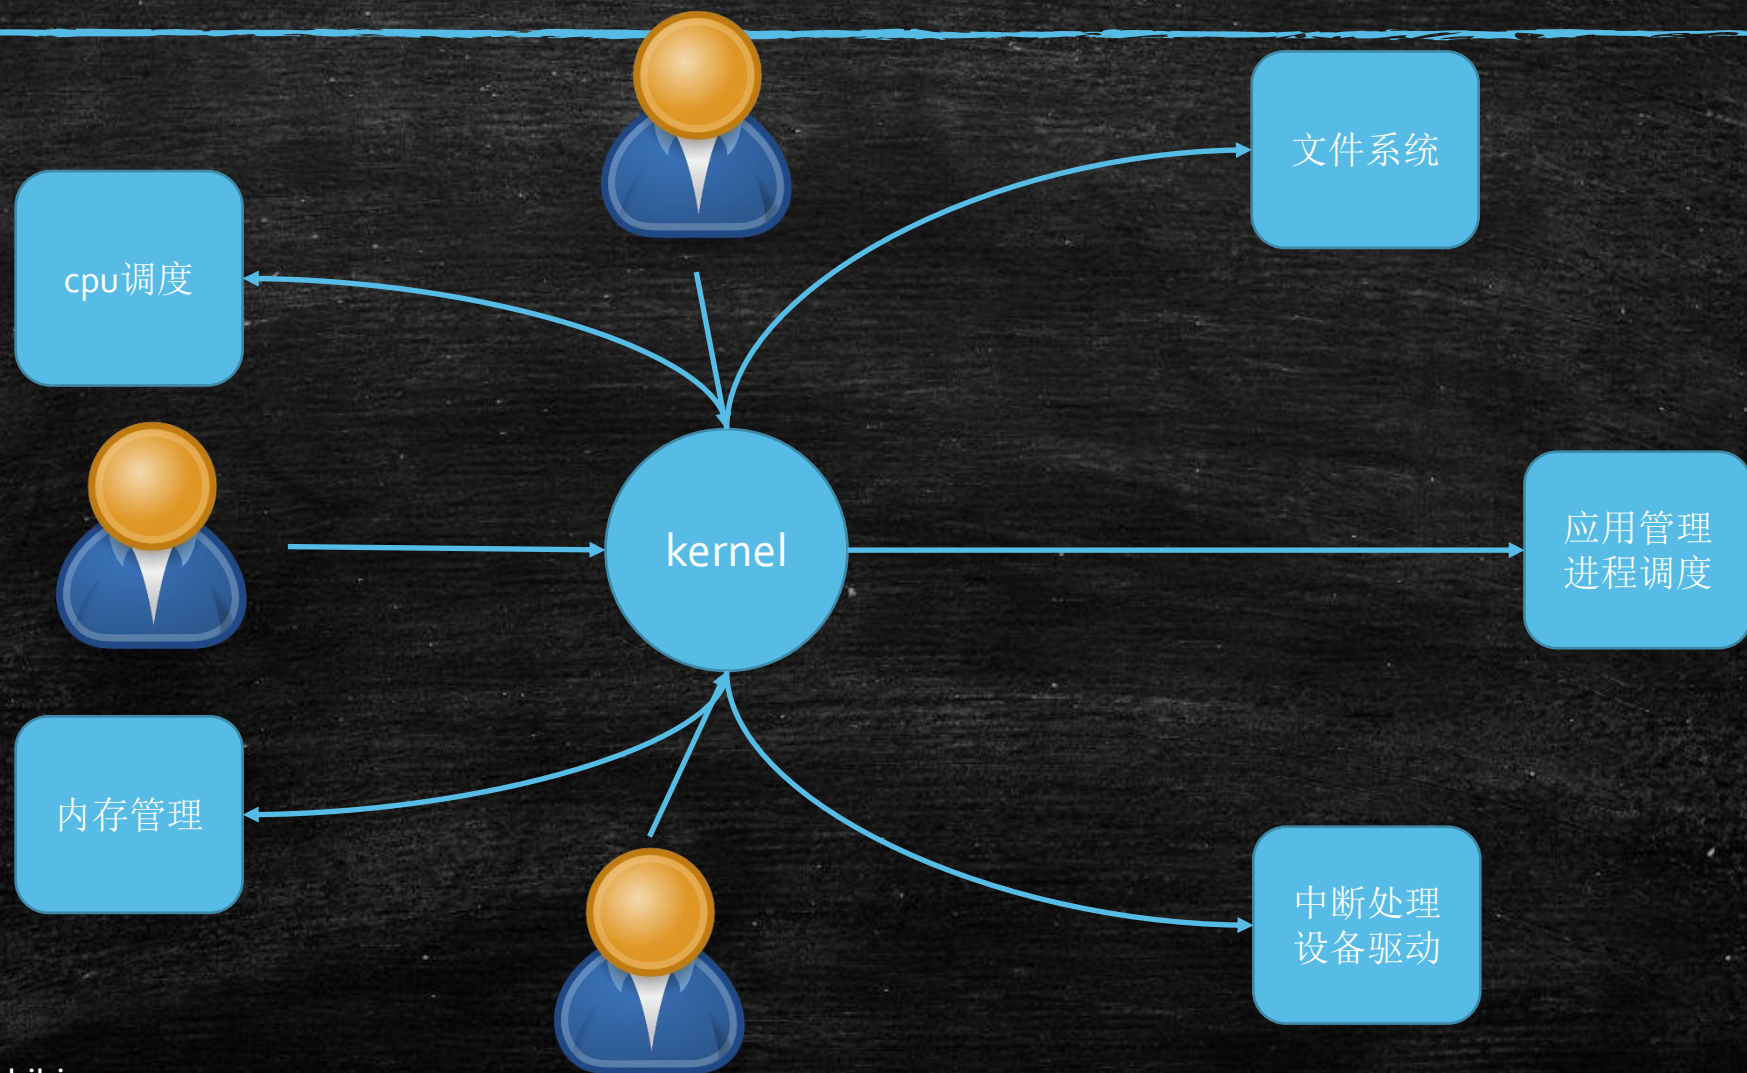 文件系统
cpu调度
kernel
应用管理
进程调度
内存管理
中断处理
设备驱动